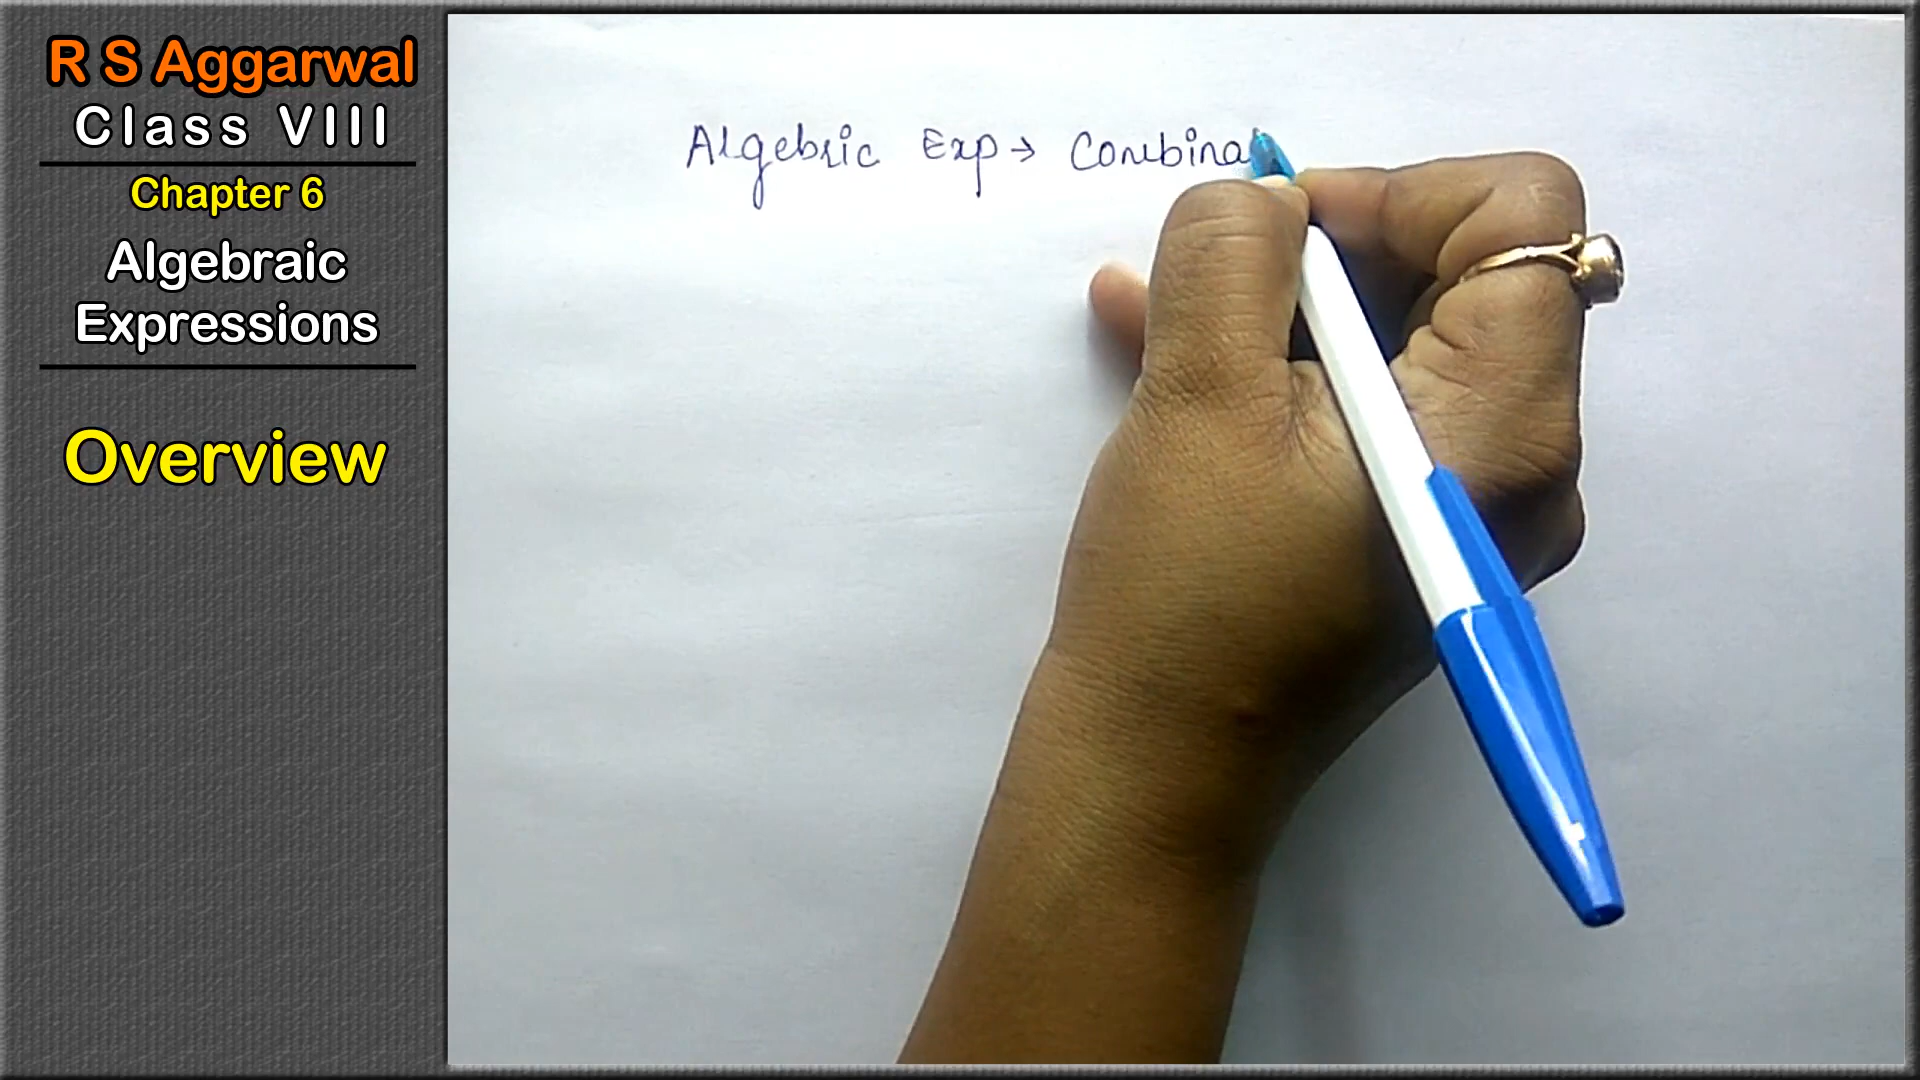 R S Aggarwal
Class VIII
Chapter 6
Algebraic
Expressions
Overview
Algebric Exp → Combina